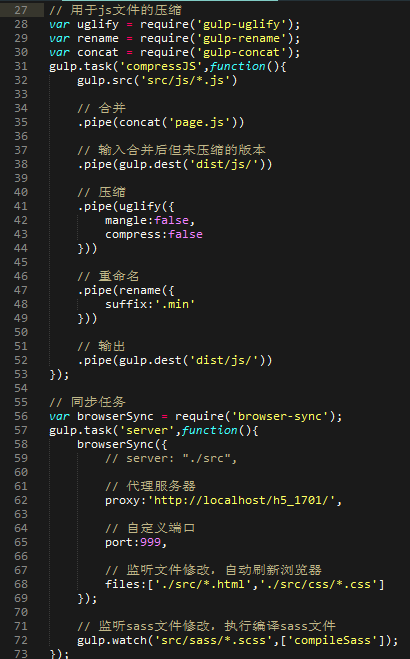 27 // 用于js文件的压缩
28 var uglify = require('gulp-uglify');
29 var rename = require('gulp-rename');
30 var concat = require('gulp-concat');
31 gulp.task('compressJS',function(){
32     gulp.src('src/js/*.js')
33
34     // 合并
35     .pipe(concat('page.js'))
36
37     // 输入合并后但未压缩的版本
38     .pipe(gulp.dest('dist/js/'))
39
40     // 压缩
41     .pipe(uglify({
42         mangle:false,
43         compress:false
44     }))
45
46     // 重命名
47     .pipe(rename({
48         suffix:'.min'
49     }))
50
51     // 输出
52     .pipe(gulp.dest('dist/js/'))
53 });
54
55 // 同步任务
56 var browserSync = require('browser-sync');
57 gulp.task('server',function(){
58     browserSync({
59         // server: "./src",
60
61         // 代理服务器
62         proxy:'http://localhost/h5_1701/',
63
64         // 自定义端口
65         port:999,
66
67         // 监听文件修改，自动刷新浏览器
68         files:['./src/*.html','./src/css/*.css']
69     });
70
71     // 监听sass文件修改，执行编译sass文件
72     gulp.watch('src/sass/*.scss',['compileSass']);
73 });